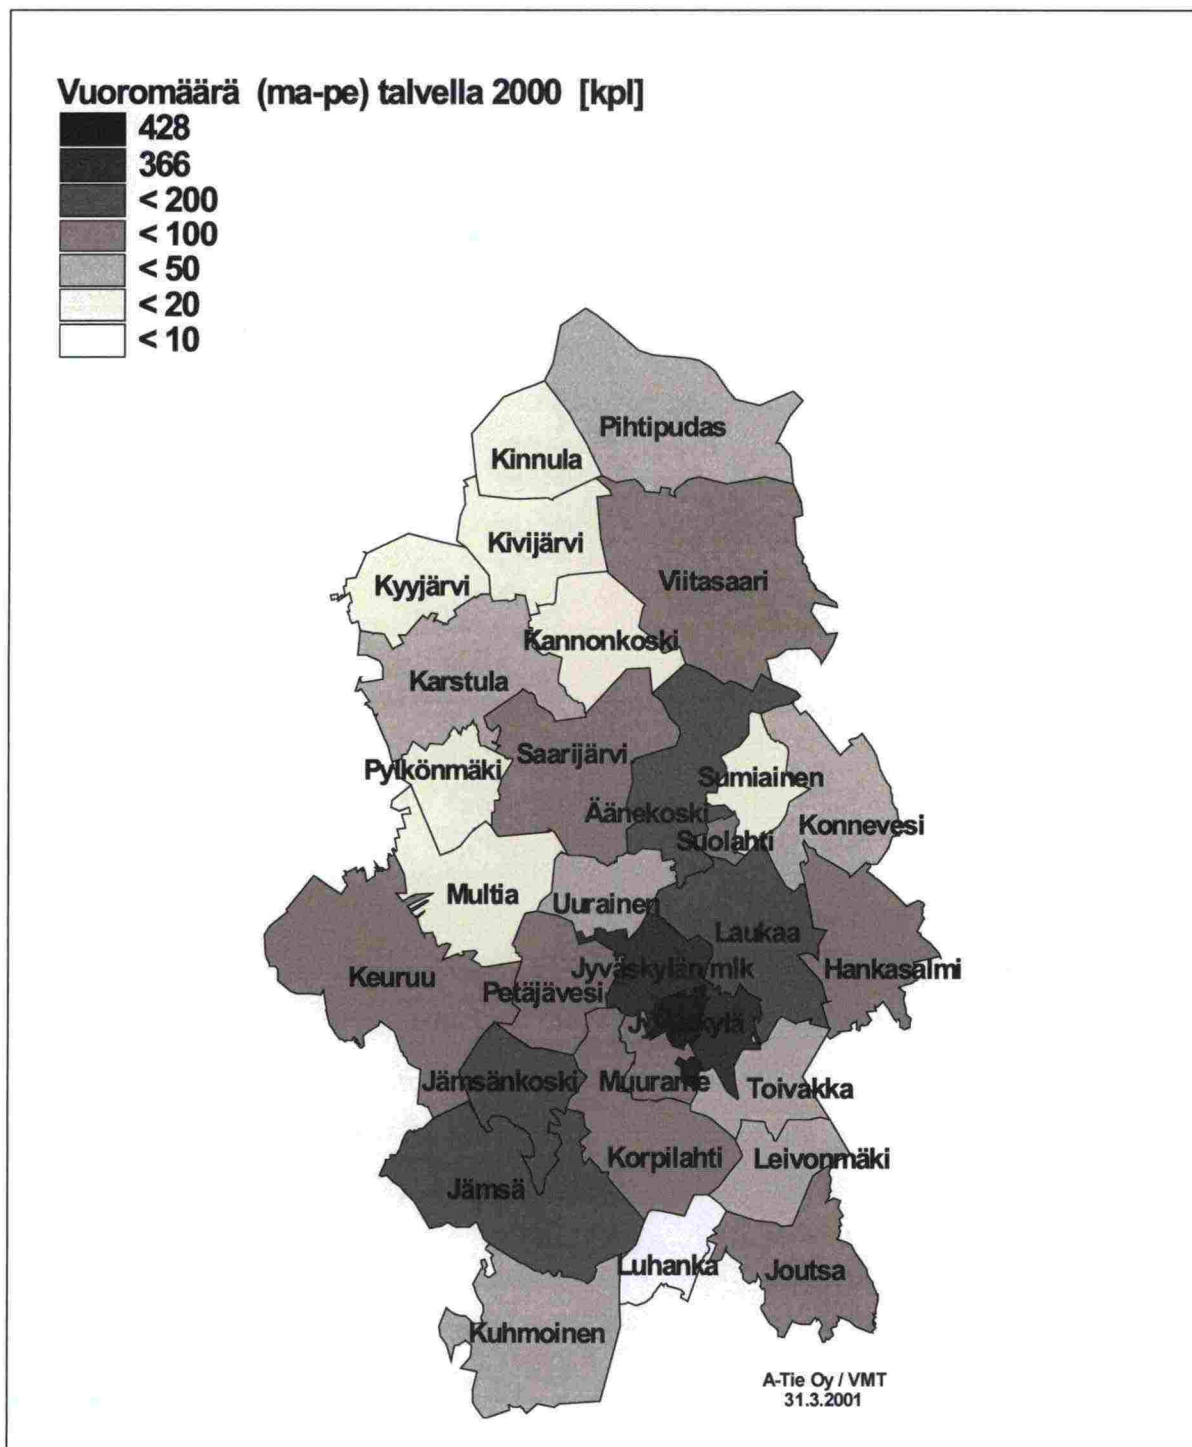 Vuoromäärä (ma-pe) talvella 2000 [kpl]
428
366
< 200
< 100
< 50
< 20
< 10
Pihtipudas
Kinnula
Kivijärvi
Viitasaari
Kyyjärvi
Kannonkoski
Karstula
Saarijärvi
Pylkönmäki
Sumiainen
Äänekoski
Konnevesi
Suolahti
Multia
Uurainen
Laukaa
Jyväskylän mlk
Hankasalmi
Keuruu
Petäjävesi
Jyväskylä
Jämsänkoski
Muurame
Toivakka
Korpilahti
Leivonmäki
Jämsä
Luhanka
Joutsa
Kuhmoinen
A-Tie Oy / VMT
31.3.2001